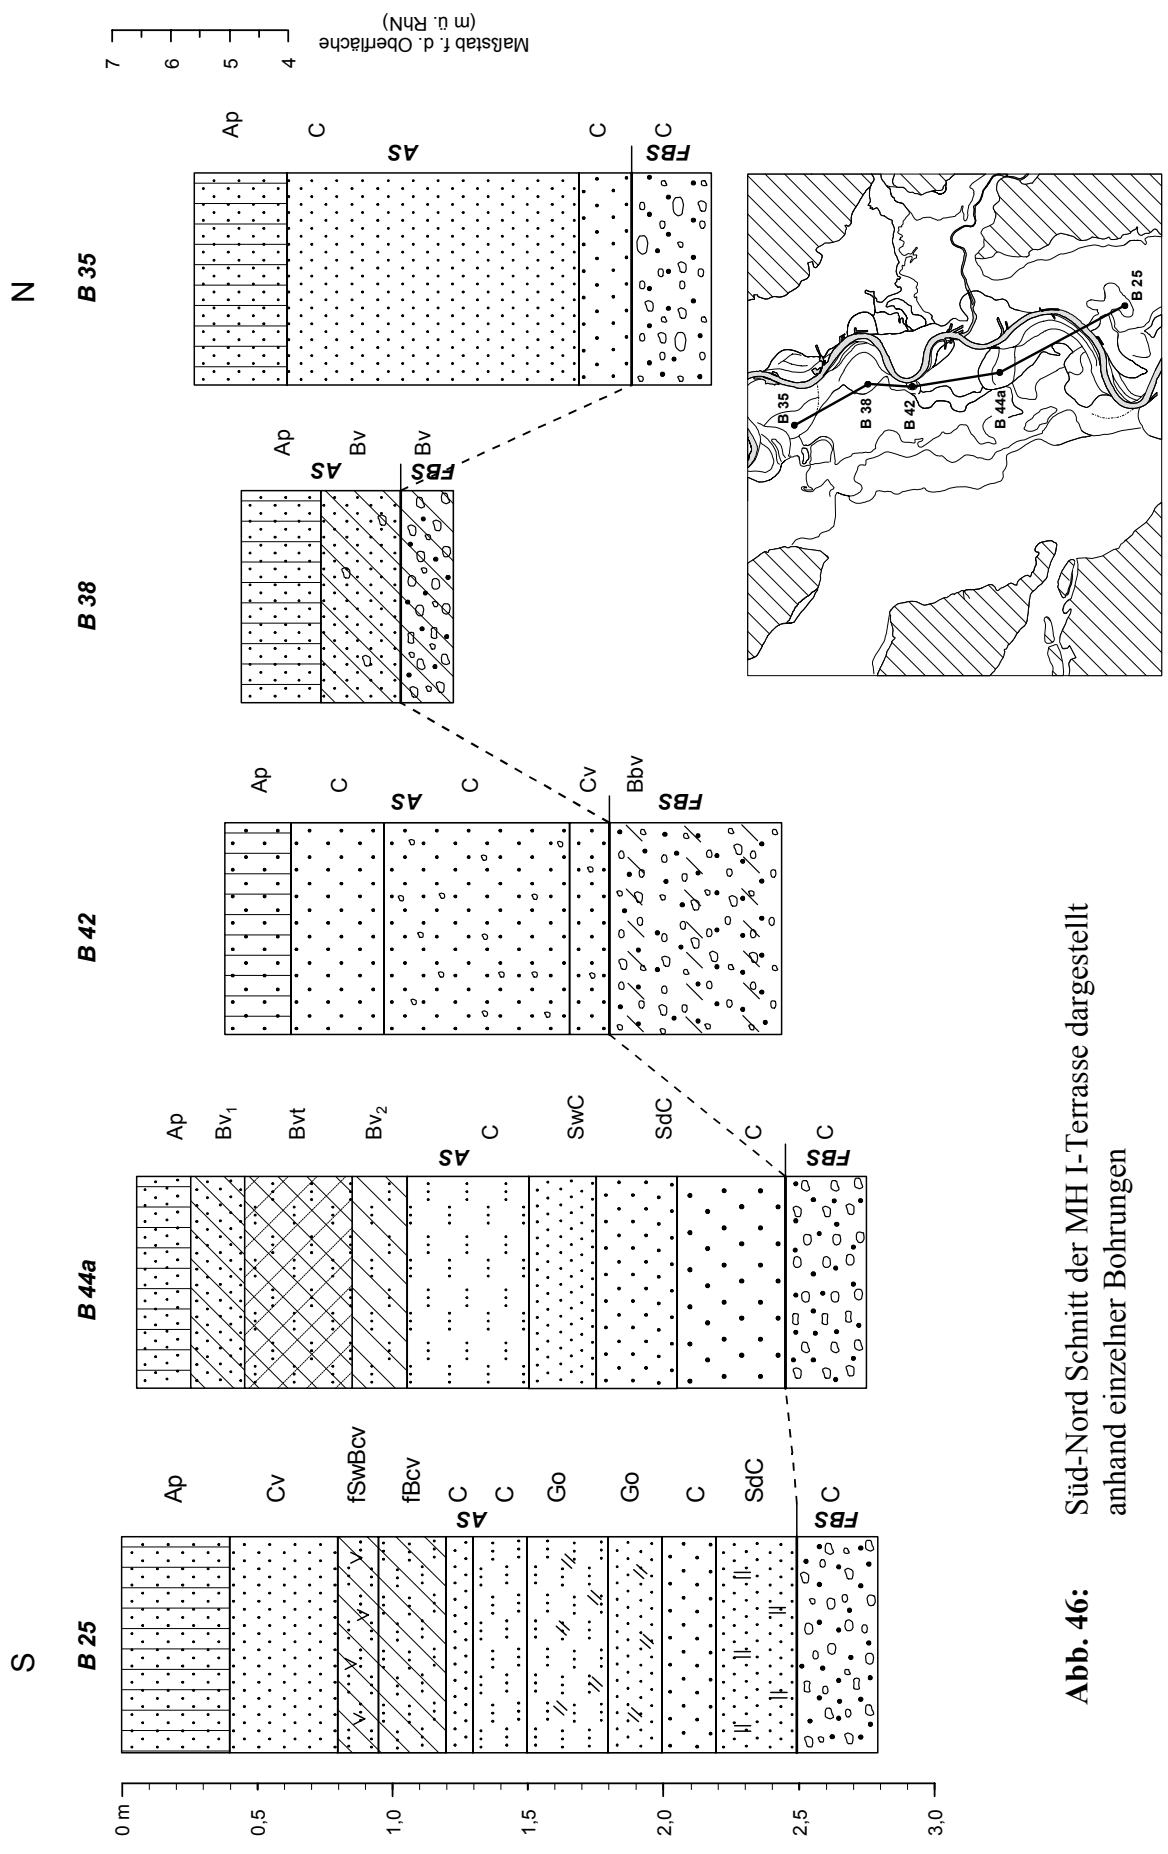 S
N
B 25
B 44a
B 42
B 38
B 35
0 m
0,5
1,0
1,5
2,0
2,5
3,0
Ap
Cv
fSwBcv
fBcv
C
C
Go
Go
C
SdC
C
AS
FBS
Ap
Bv1
Bvt
Bv2
C
SwC
SdC
C
C
AS
FBS
Ap
C
C
Cv
Bbv
AS
FBS
Ap
Bv
Bv
AS
FBS
Ap
C
C
C
AS
FBS
7
6
5
4
Maßstab f. d. Oberfläche
(m ü. RhN)
B 35
B 38
B 42
B 44a
B 25
Abb. 46: Süd-Nord Schnitt der MH I-Terrasse dargestellt
anhand einzelner Bohrungen